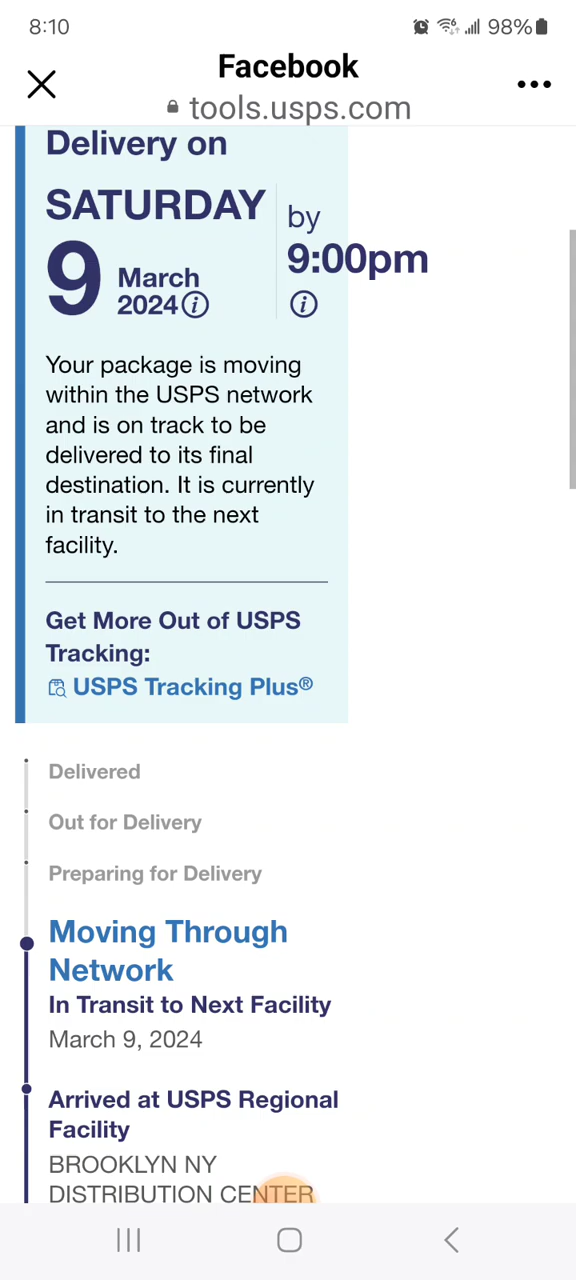 8:10
98%
Facebook
tools.usps.com
Delivery on
SATURDAY
9
March
2024
by
9:00pm
Your package is moving
within the USPS network
and is on track to be
delivered to its final
destination. It is currently
in transit to the next
facility.
Get More Out of USPS
Tracking:
USPS Tracking Plus®
Delivered
Out for Delivery
Preparing for Delivery
Moving Through
Network
In Transit to Next Facility
March 9, 2024
Arrived at USPS Regional
Facility
BROOKLYN NY
DISTRIBUTION CENTER